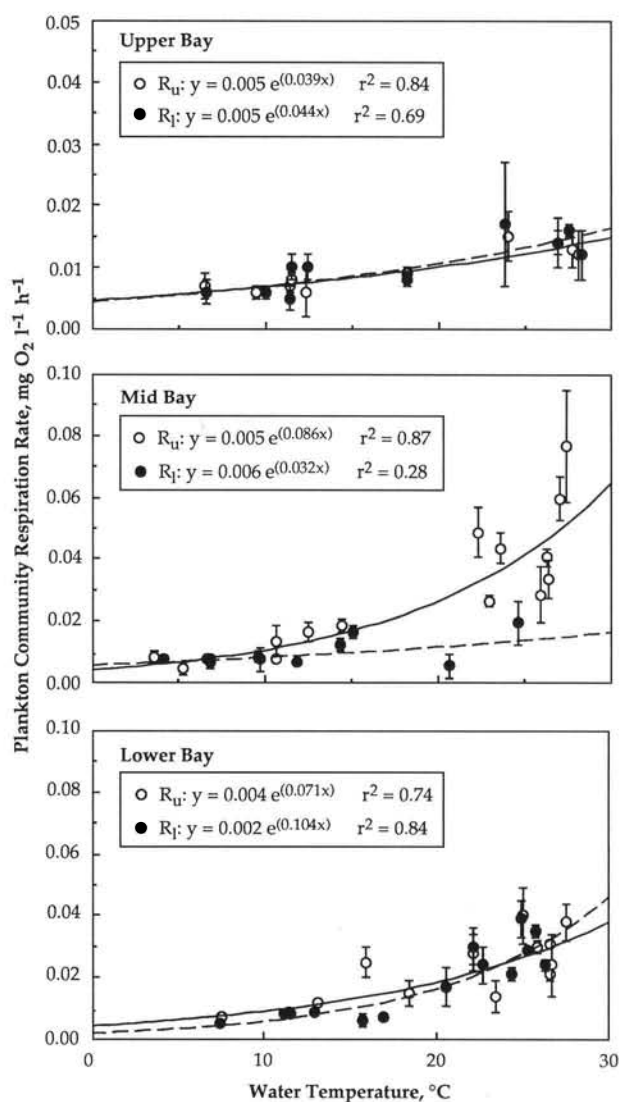 Plankton Community Respiration Rate, mg O₂ l⁻¹ h⁻¹
0.05
0.04
0.03
0.02
0.01
0.00
Upper Bay
○ Rᵤ: y = 0.005 e^(0.039x) r² = 0.84
● Rₗ: y = 0.005 e^(0.044x) r² = 0.69
0.10
0.08
0.06
0.04
0.02
0.00
Mid Bay
○ Rᵤ: y = 0.005 e^(0.086x) r² = 0.87
● Rₗ: y = 0.006 e^(0.032x) r² = 0.28
0.10
0.08
0.06
0.04
0.02
0.00
Lower Bay
○ Rᵤ: y = 0.004 e^(0.071x) r² = 0.74
● Rₗ: y = 0.002 e^(0.104x) r² = 0.84
0 10 20 30
Water Temperature, °C